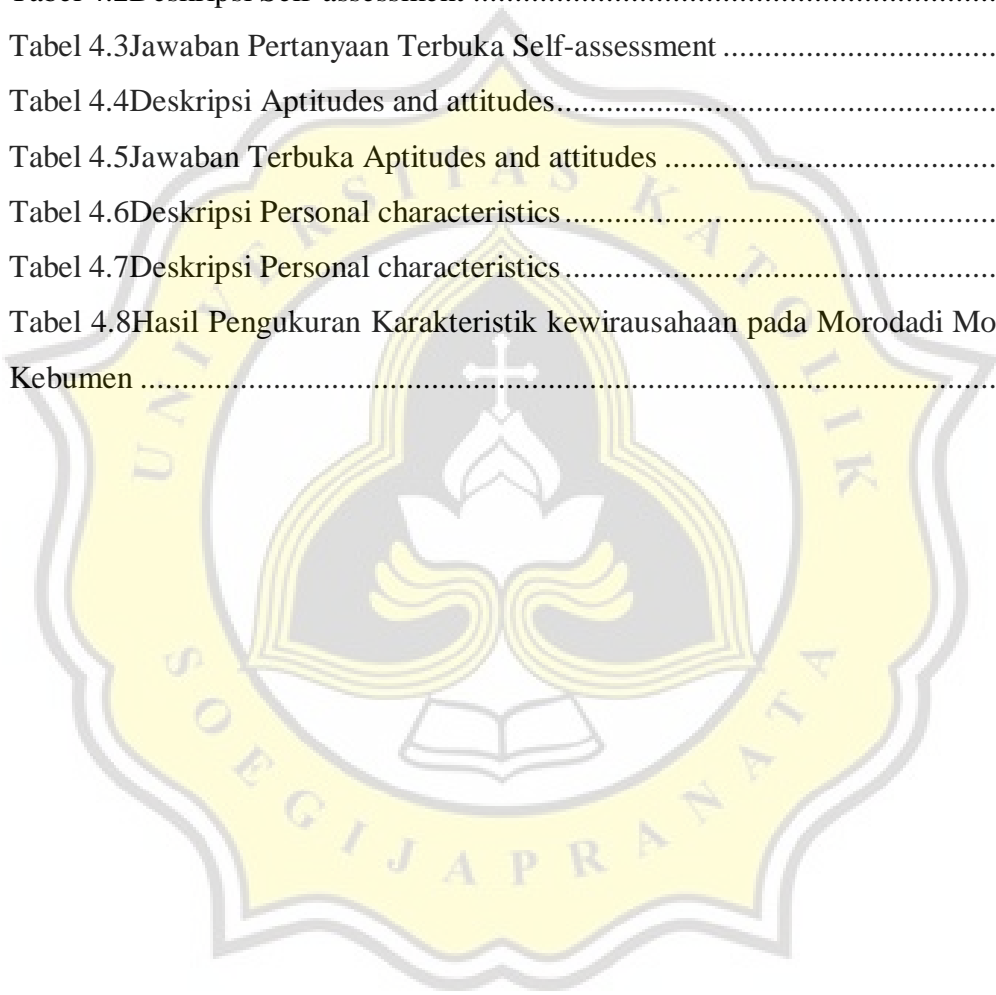 Tabel 4.2Deskripsi Self-assessment ........................................................................
Tabel 4.3Jawaban Pertanyaan Terbuka Self-assessment .....................................
Tabel 4.4Deskripsi Aptitudes and attitudes............................................................
Tabel 4.5Jawaban Terbuka Aptitudes and attitudes .............................................
Tabel 4.6Deskripsi Personal characteristics..........................................................
Tabel 4.7Deskripsi Personal characteristics..........................................................
Tabel 4.8Hasil Pengukuran Karakteristik kewirausahaan pada Morodadi Mo
Kebumen ...............................................................................................................
UNIVERSITAS KATOLIK
SOEGIJAPRANATA